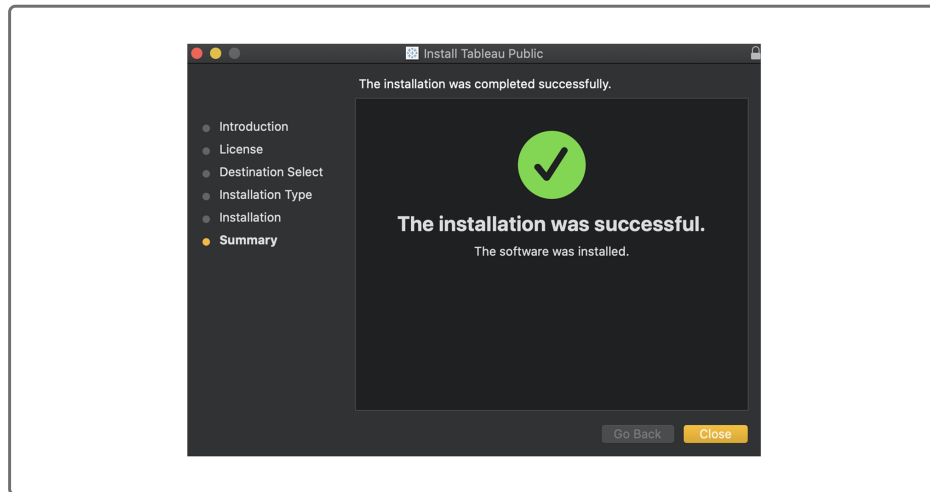 Install Tableau Public
The installation was completed successfully.
Introduction
License
Destination Select
Installation Type
Installation
Summary
The installation was successful.
The software was installed.
Go Back
Close